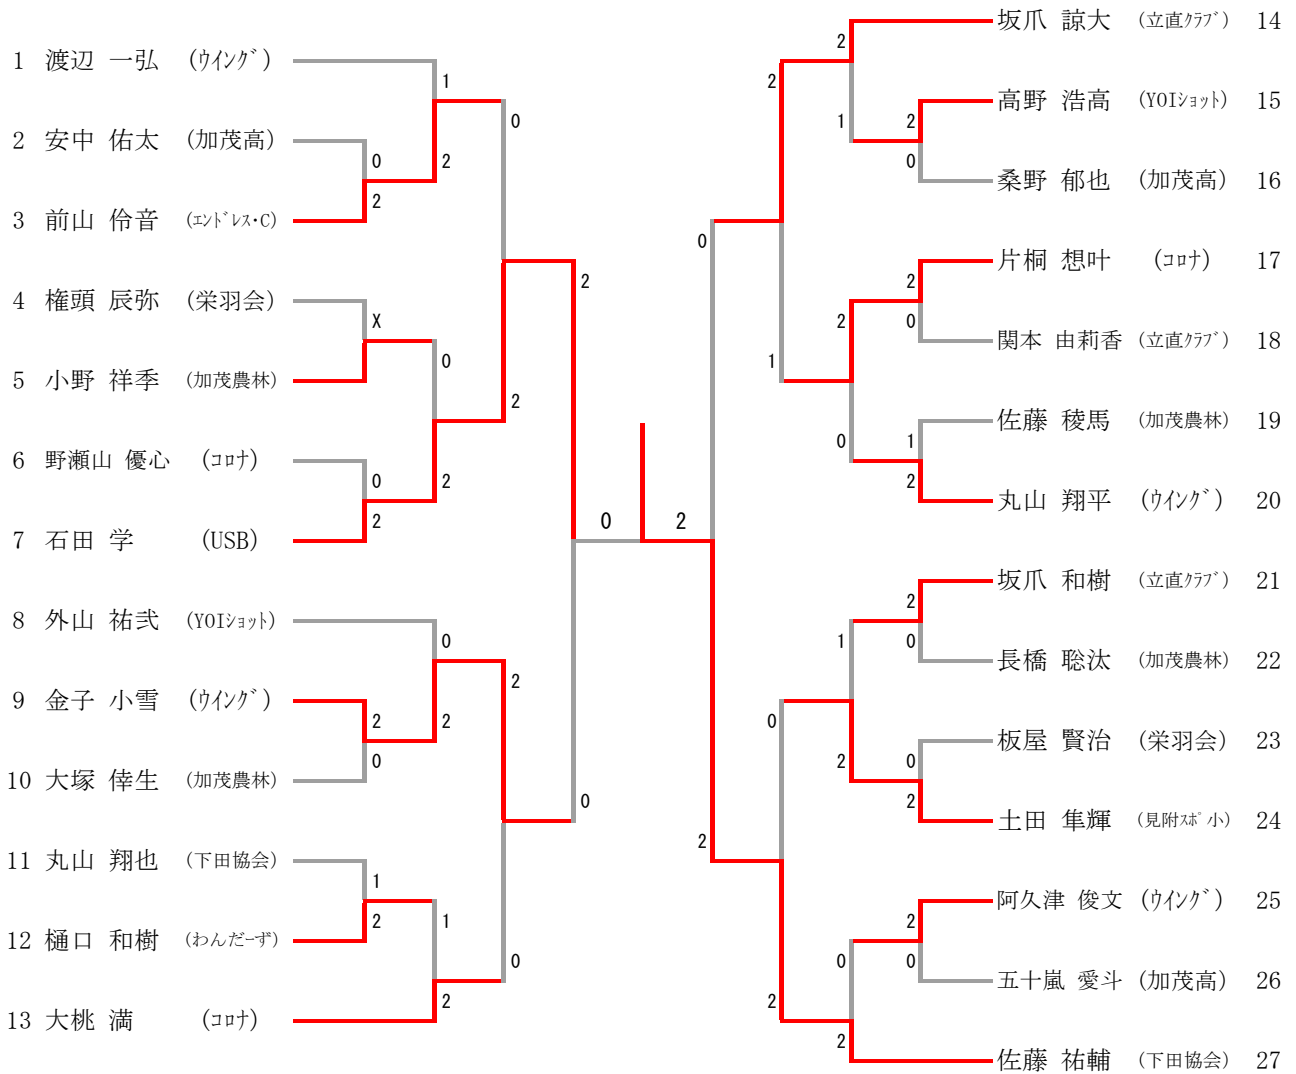 1 渡辺 一弘 (ｳｲﾝｸﾞ)
2 安中 佑太 (加茂高)
3 前山 伶音 (ｴﾝﾄﾞﾚｽ･C)
4 権頭 辰弥 (栄羽会)
5 小野 祥季 (加茂農林)
6 野瀬山 優心 (ｺﾛﾅ)
7 石田 学 (USB)
8 外山 祐弐 (YOIｼｮｯﾄ)
9 金子 小雪 (ｳｲﾝｸﾞ)
10 大塚 倖生 (加茂農林)
11 丸山 翔也 (下田協会)
12 樋口 和樹 (わんだｰず)
13 大桃 満 (ｺﾛﾅ)
1
2
0
2
X
0
2
0
2
0
2
2
0
2
2
0
0
2
2
0
1
2
1
2
0
0
2
坂爪 諒大 (立直ｸﾗﾌﾞ) 14
高野 浩高 (YOIｼｮｯﾄ) 15
桑野 郁也 (加茂高) 16
片桐 想叶 (ｺﾛﾅ) 17
関本 由莉香 (立直ｸﾗﾌﾞ) 18
佐藤 稜馬 (加茂農林) 19
丸山 翔平 (ｳｲﾝｸﾞ) 20
坂爪 和樹 (立直ｸﾗﾌﾞ) 21
長橋 聡汰 (加茂農林) 22
板屋 賢治 (栄羽会) 23
土田 隼輝 (見附ｽﾎﾟ小) 24
阿久津 俊文 (ｳｲﾝｸﾞ) 25
五十嵐 愛斗 (加茂高) 26
佐藤 祐輔 (下田協会) 27
2
2
1
2
0
0
2
2
0
1
0
1
2
2
1
0
0
2
0
2
2
2
0
0
2
2